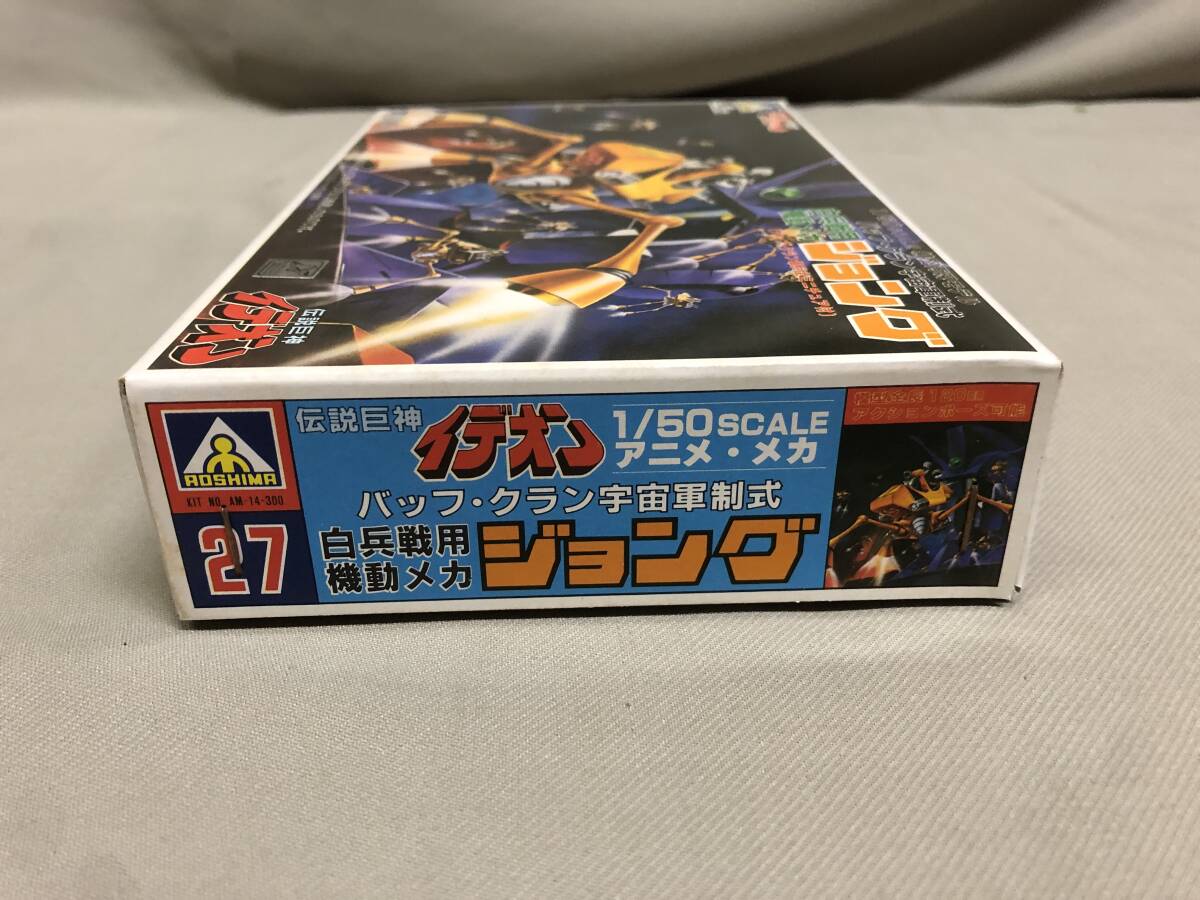 ジョング
伝説巨神
イデオン
AOSHIMA
KIT NO. AM-14-300
27
伝説巨神
イデオン
1/50 SCALE
アニメ・メカ
バッフ・クラン宇宙軍制式
白兵戦用
機動メカ
ジョング
アクションポーズ可能